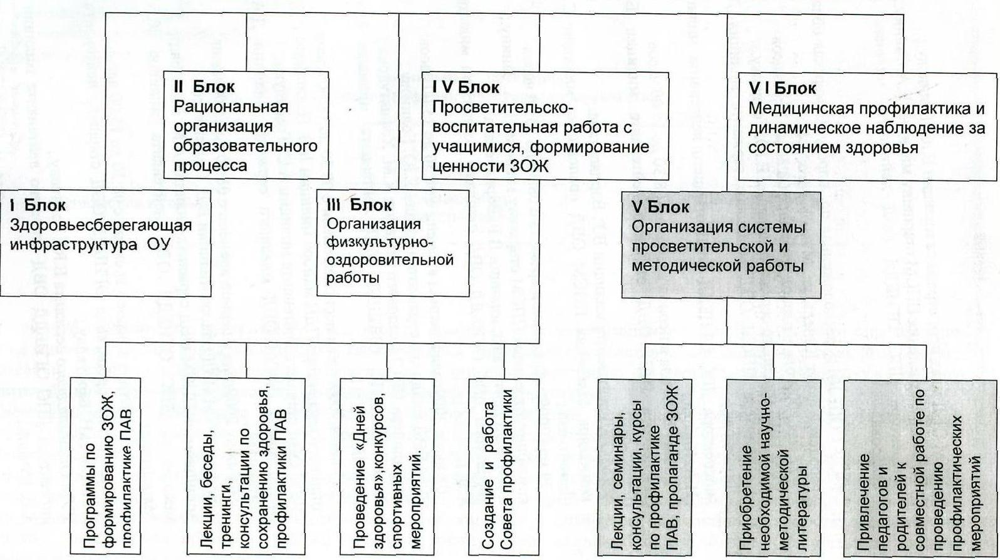 II Блок
Рациональная
организация
образовательного
процесса
I V Блок
Просветительско-
воспитательная работа с
учащимися, формирование
ценности ЗОЖ
V I Блок
Медицинская профилактика и
динамическое наблюдение за
состоянием здоровья
I Блок
Здоровьесберегающая
инфраструктура ОУ
III Блок
Организация
физкультурно-
оздоровительной
работы
V Блок
Организация системы
просветительской и
методической работы
Программы по
формированию ЗОЖ,
профилактике ПАВ
Лекции, беседы,
тренинги,
консультации по
сохранению здоровья,
профилактики ПАВ
Проведение «Дней
здоровья»,конкурсов,
спортивных
мероприятий.
Создание и работа
Совета профилактики
Лекции, семинары,
консультации, курсы
по профилактике
ПАВ, пропаганде ЗОЖ
Приобретение
необходимой научно-
методической
литературы
Привлечение
педагогов и
родителей к
совместной работе по
проведению
профилактических
мероприятий